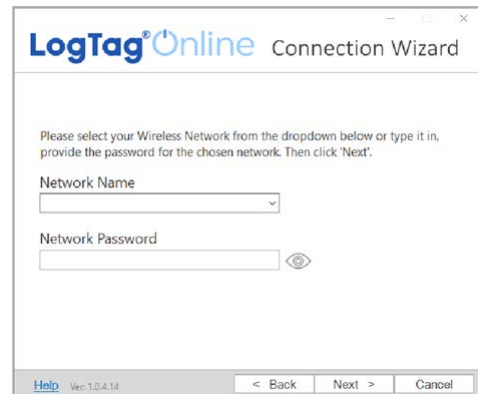 LogTag® Online Connection Wizard
Please select your Wireless Network from the dropdown below or type it in,
provide the password for the chosen network. Then click 'Next'.
Network Name
Network Password
Help Ver: 1.0.4.14 < Back Next > Cancel